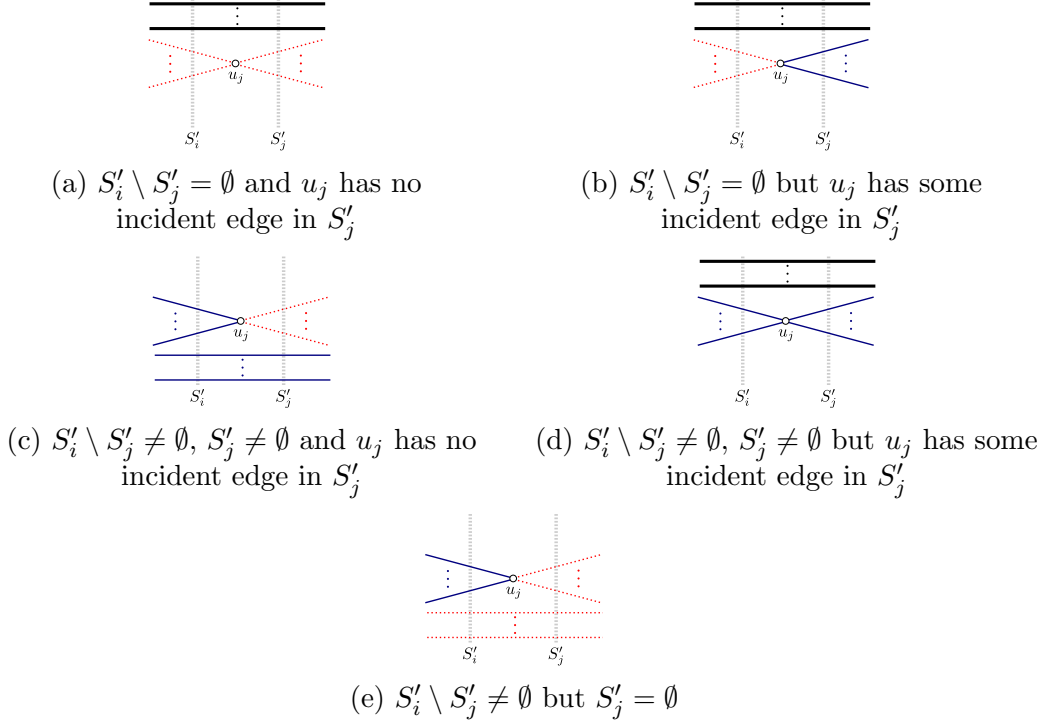 u_j
S'_i S'_j
(a) S'_i \ S'_j = ∅ and u_j has no
incident edge in S'_j
u_j
S'_i S'_j
(b) S'_i \ S'_j = ∅ but u_j has some
incident edge in S'_j
u_j
S'_i S'_j
(c) S'_i \ S'_j ≠ ∅, S'_j ≠ ∅ and u_j has no
incident edge in S'_j
u_j
S'_i S'_j
(d) S'_i \ S'_j ≠ ∅, S'_j ≠ ∅ but u_j has some
incident edge in S'_j
u_j
S'_i S'_j
(e) S'_i \ S'_j ≠ ∅ but S'_j = ∅